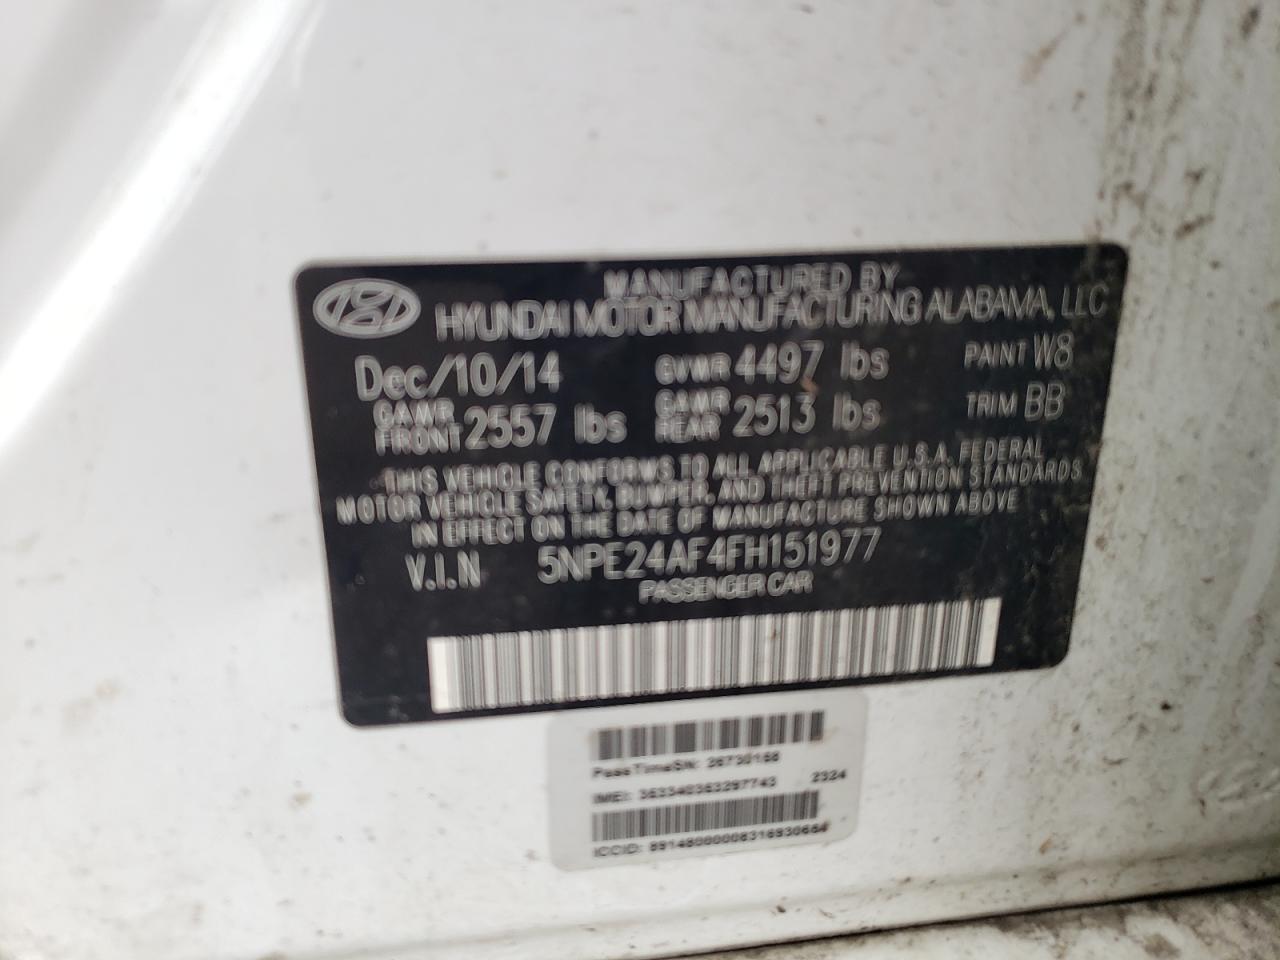 MANUFACTURED BY
HYUNDAI MOTOR MANUFACTURING ALABAMA, LLC
Dec/10/14 GVWR 4497 lbs PAINT W8
GAWR FRONT 2557 lbs GAWR REAR 2513 lbs TRIM BB
THIS VEHICLE CONFORMS TO ALL APPLICABLE U.S.A. FEDERAL
MOTOR VEHICLE SAFETY, BUMPER, AND THEFT PREVENTION STANDARDS
IN EFFECT ON THE DATE OF MANUFACTURE SHOWN ABOVE
V.I.N 5NPE24AF4FH151977
PASSENGER CAR
PassTimeSN: 26730168
IMEI: 353340363297743 2324
ICCID: